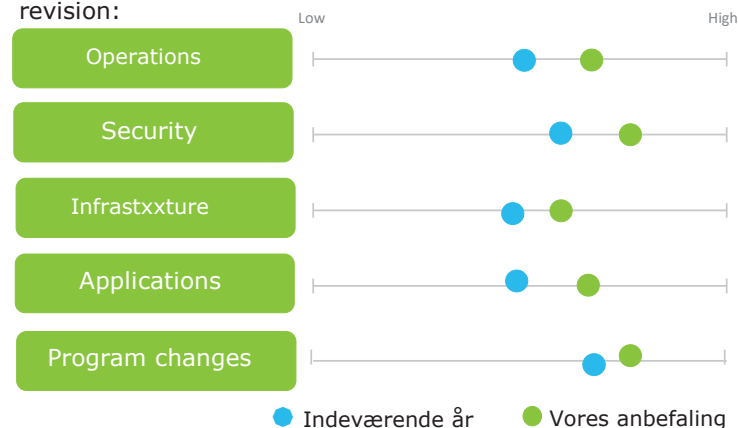 revision:
Low High
Operations
Security
Infrastxxture
Applications
Program changes
Indeværende år Vores anbefaling